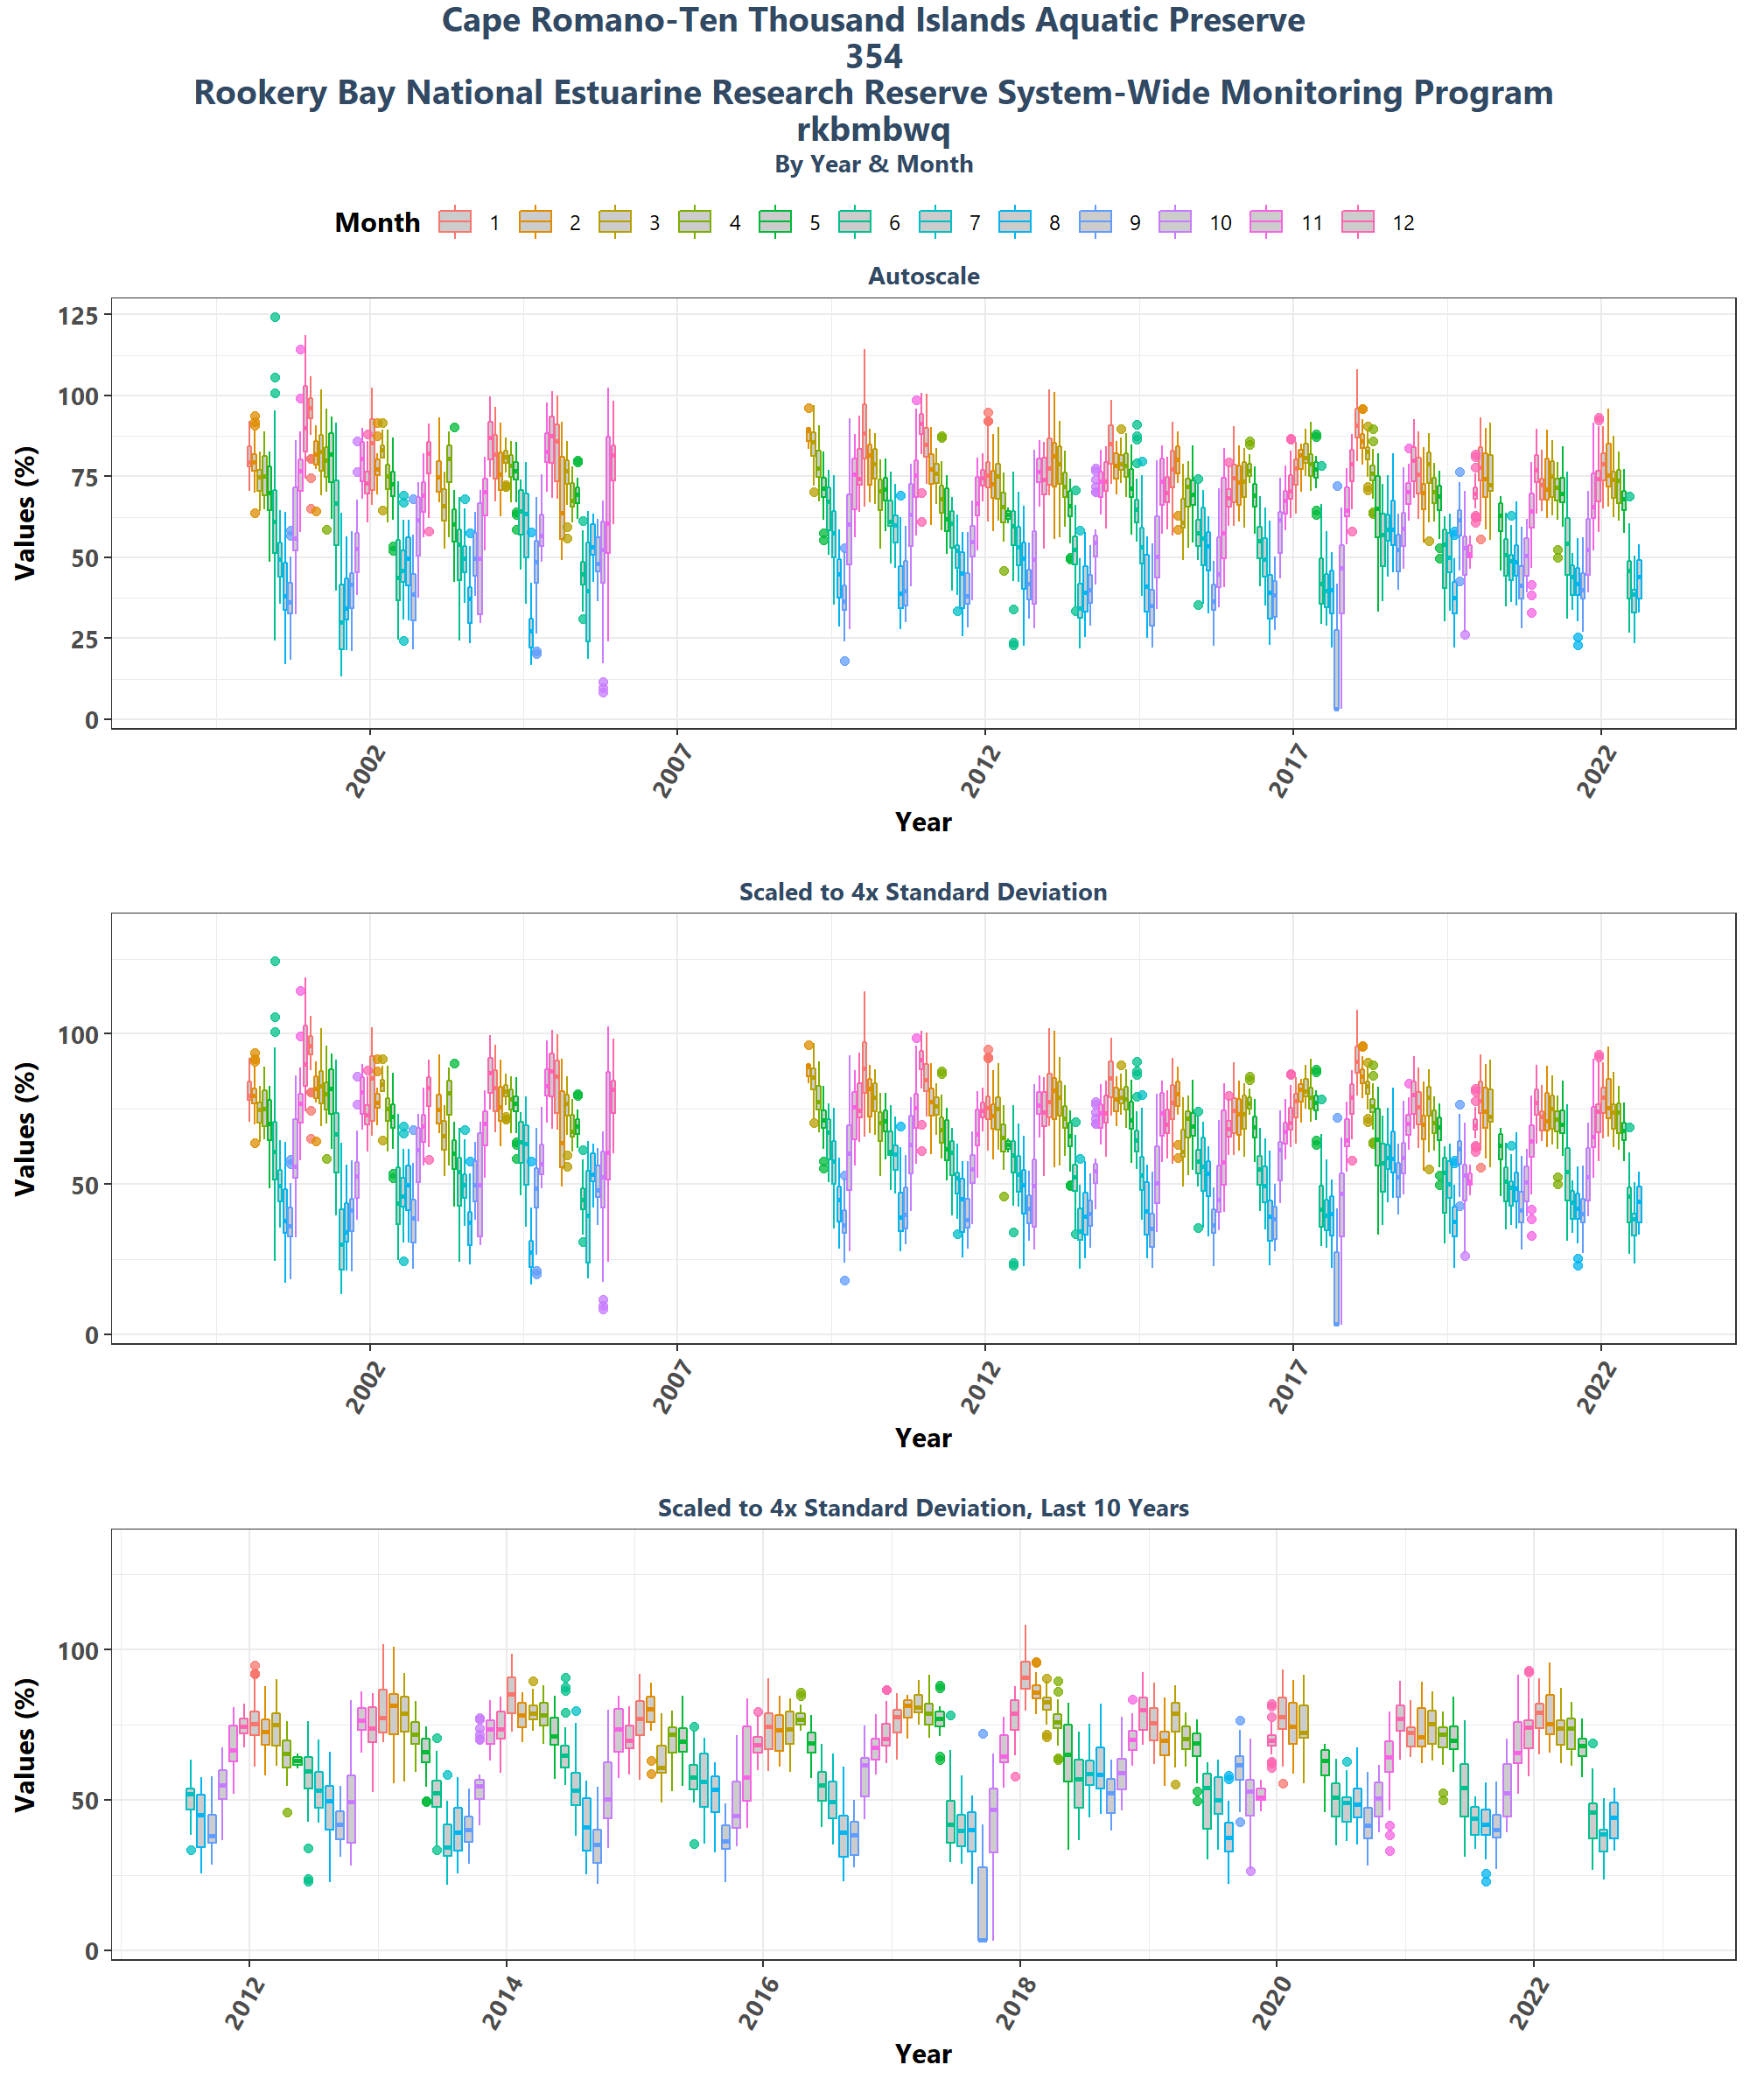 Cape Romano-Ten Thousand Islands Aquatic Preserve
354
Rookery Bay National Estuarine Research Reserve System-Wide Monitoring Program
rkbmbwq
By Year & Month
Month 1 2 3 4 5 6 7 8 9 10 11 12
Autoscale
Values (%)
125
100
75
50
25
0
2002 2007 2012 2017 2022
Year
Scaled to 4x Standard Deviation
Values (%)
100
50
0
2002 2007 2012 2017 2022
Year
Scaled to 4x Standard Deviation, Last 10 Years
Values (%)
100
50
0
2012 2014 2016 2018 2020 2022
Year